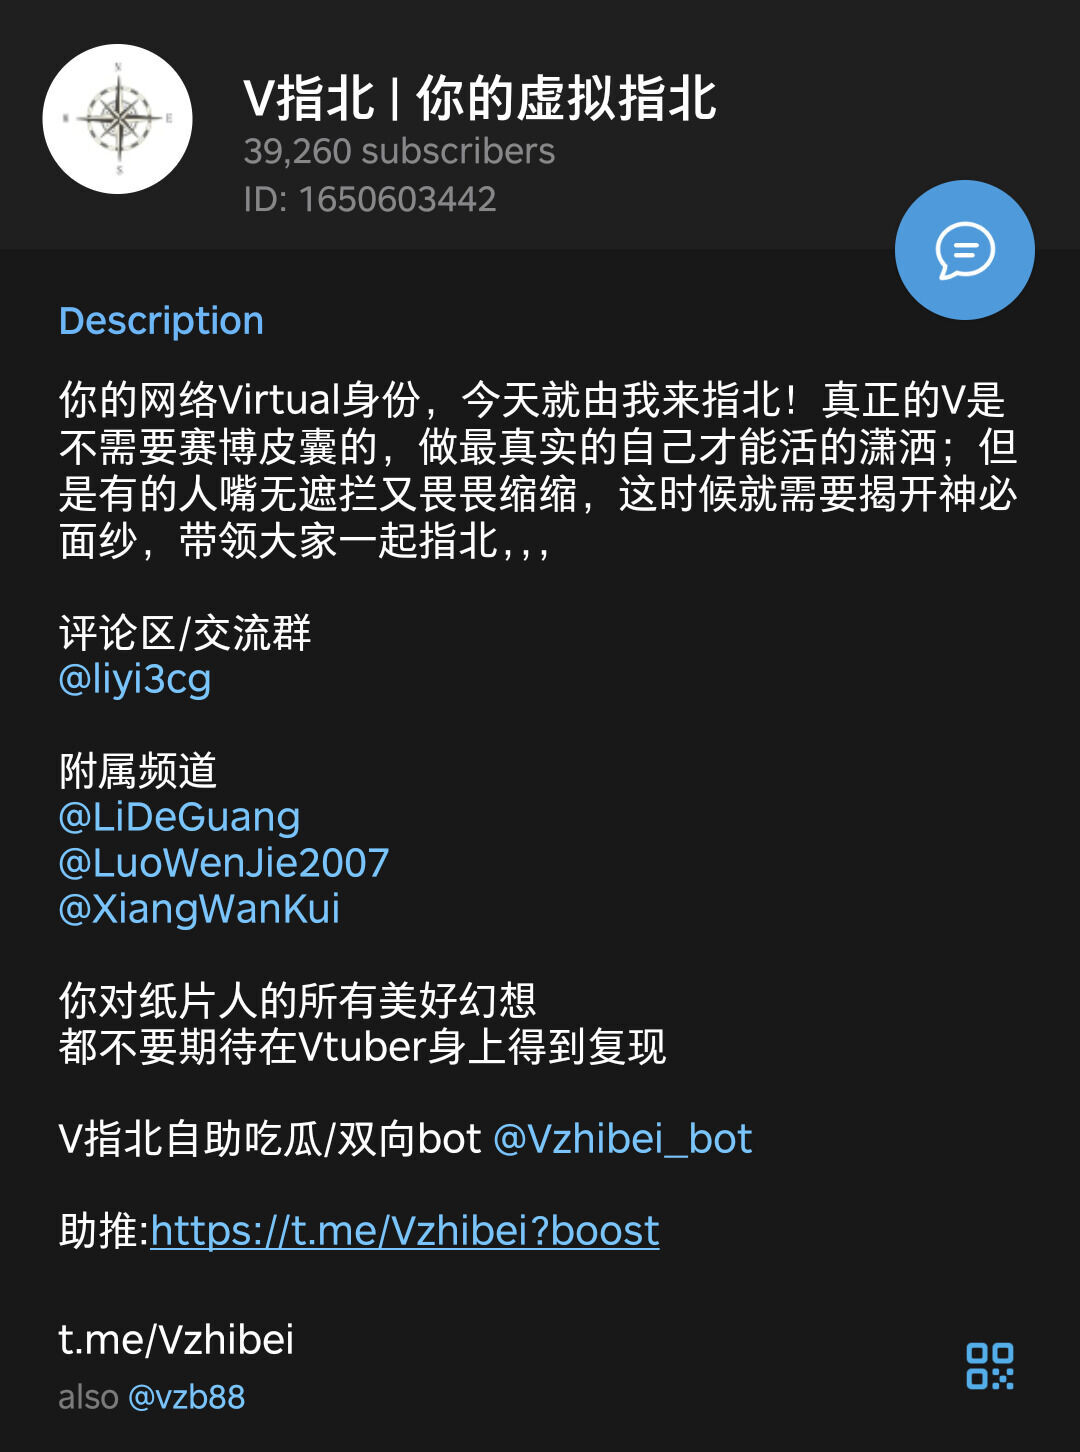 N
E
S
V指北 | 你的虚拟指北
39,260 subscribers
ID: 1650603442
Description
你的网络Virtual身份，今天就由我来指北！真正的V是
不需要赛博皮囊的，做最真实的自己才能活的潇洒；但
是有的人嘴无遮拦又畏畏缩缩，这时候就需要揭开神必
面纱，带领大家一起指北，，，
评论区/交流群
@liyi3cg
附属频道
@LiDeGuang
@LuoWenJie2007
@XiangWanKui
你对纸片人的所有美好幻想
都不要期待在Vtuber身上得到复现
V指北自助吃瓜/双向bot @Vzhibei_bot
助推:https://t.me/Vzhibei?boost
t.me/Vzhibei
also @vzb88